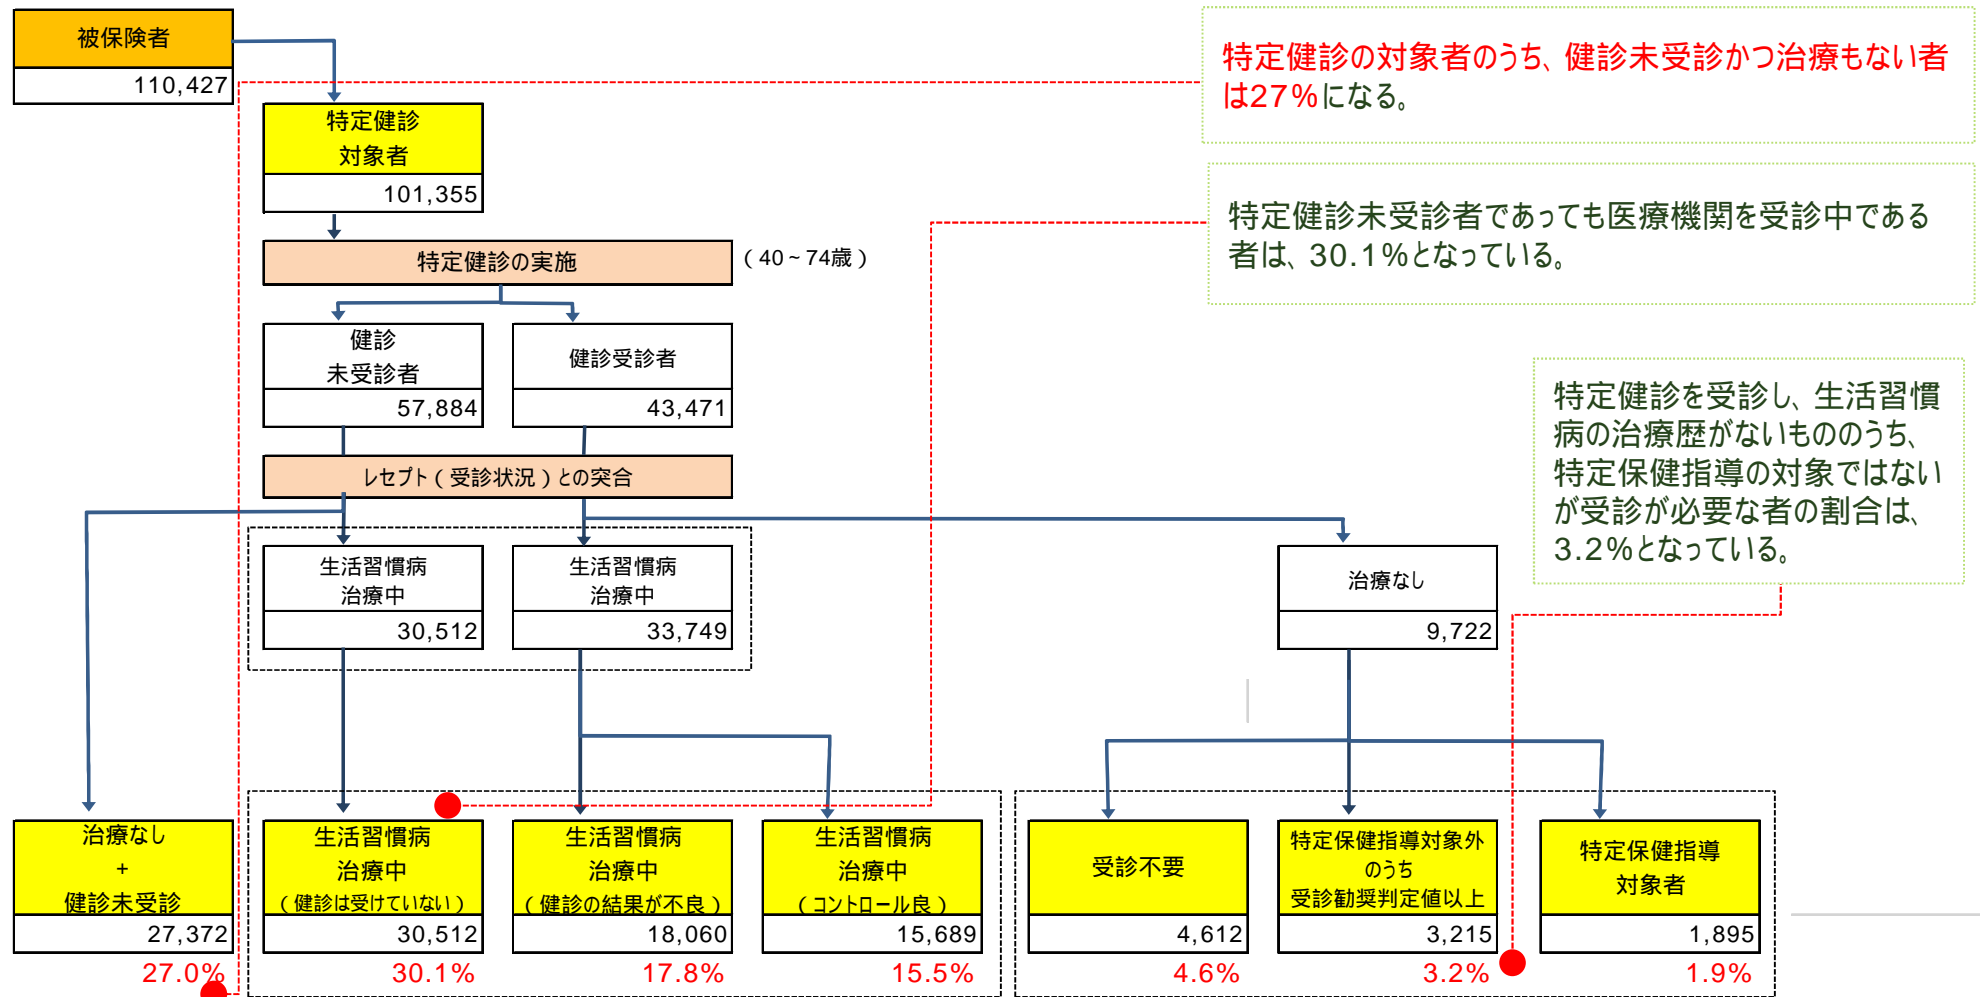 被保険者
110,427
特定健診の対象者のうち、健診未受診かつ治療もない者
は27%になる。
特定健診
対象者
101,355
特定健診未受診者であっても医療機関を受診中である
者は、30.1%となっている。
特定健診の実施
(40~74歳)
健診
未受診者
57,884
健診受診者
43,471
特定健診を受診し、生活習慣
病の治療歴がないもののうち、
特定保健指導の対象ではない
が受診が必要な者の割合は、
3.2%となっている。
レセプト(受診状況)との突合
生活習慣病
治療中
30,512
生活習慣病
治療中
33,749
治療なし
9,722
治療なし
+
健診未受診
27,372
27.0%
生活習慣病
治療中
(健診は受けていない)
30,512
30.1%
生活習慣病
治療中
(健診の結果が不良)
18,060
17.8%
生活習慣病
治療中
(コントロール良)
15,689
15.5%
受診不要
4,612
4.6%
特定保健指導対象外
のうち
受診勧奨判定値以上
3,215
3.2%
特定保健指導
対象者
1,895
1.9%